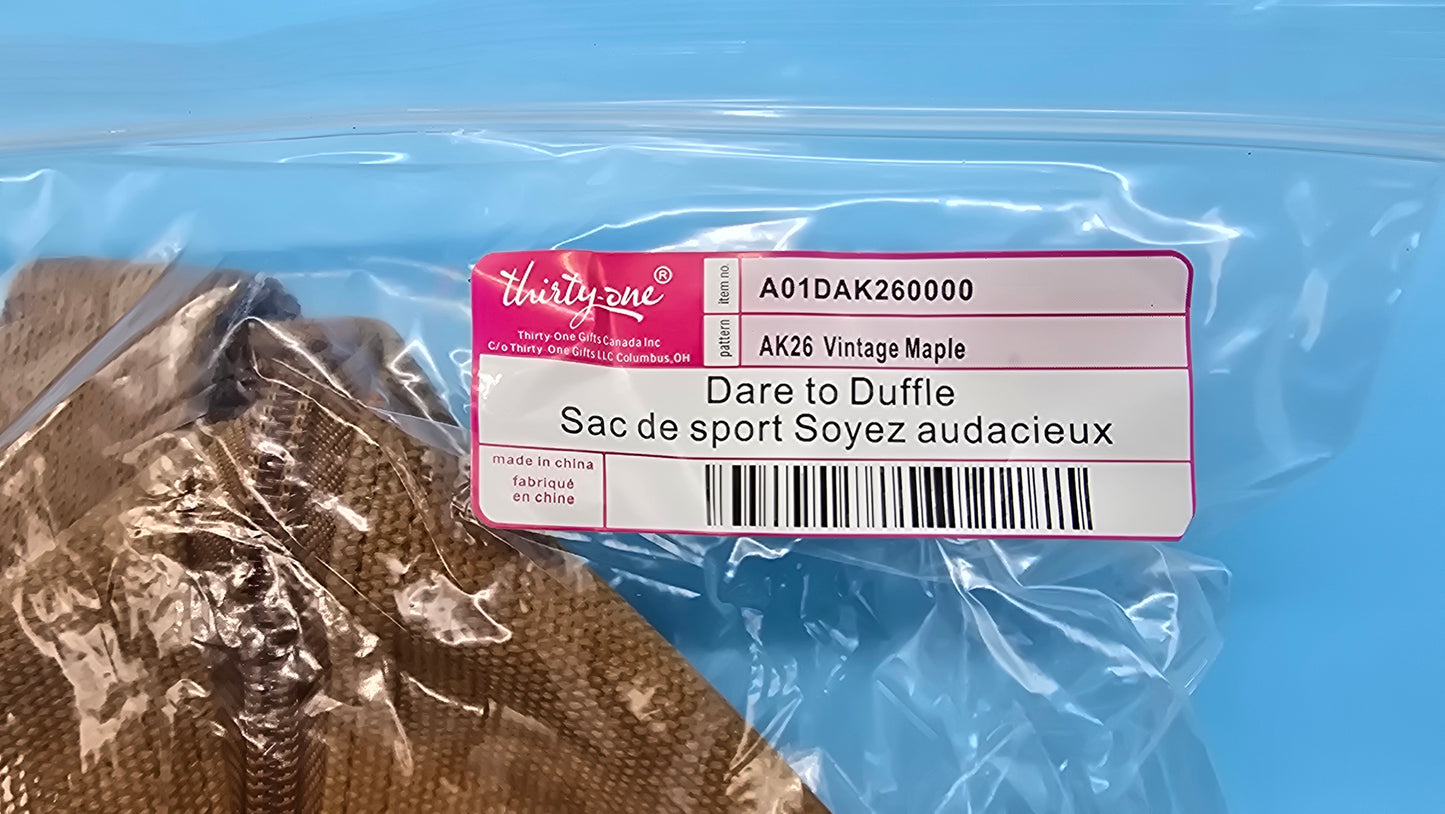 thirty-one®
Thirty-One Gifts Canada Inc
C/o Thirty-One Gifts LLC Columbus,OH
item no.
A01DAK260000
pattern
AK26 Vintage Maple
Dare to Duffle
Sac de sport Soyez audacieux
made in china
fabriqué
en chine